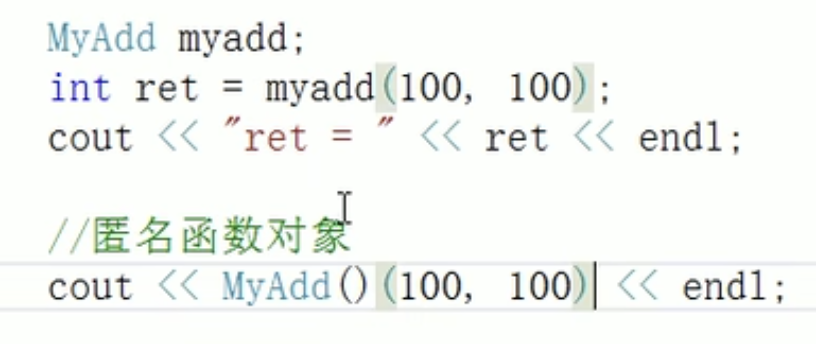 MyAdd myadd;
int ret = myadd(100, 100);
cout << "ret = " << ret << endl;
//匿名函数对象
cout << MyAdd()(100, 100) << endl;